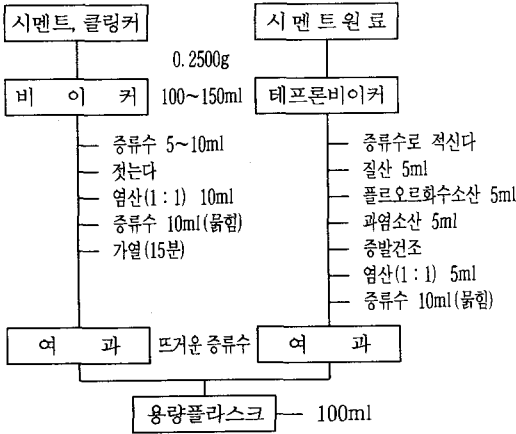 시멘트, 클링커
시멘트원료
0.2500g
비이커
100~150ml
테프론비이커
증류수 5~10ml
젓는다
염산(1:1) 10ml
증류수 10ml(묽힘)
가열(15분)
증류수로 적신다
질산 5ml
플르오르화수소산 5ml
과염소산 5ml
증발건조
염산(1:1) 5ml
증류수 10ml(묽힘)
여과
뜨거운 증류수
여과
용량플라스크
100ml